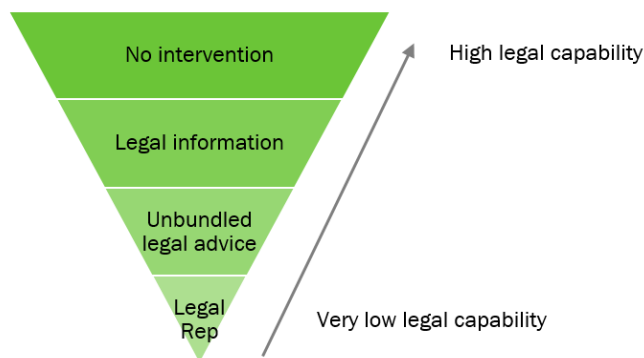 No intervention
High legal capability
Legal information
Unbundled
legal advice
Legal
Rep
Very low legal capability